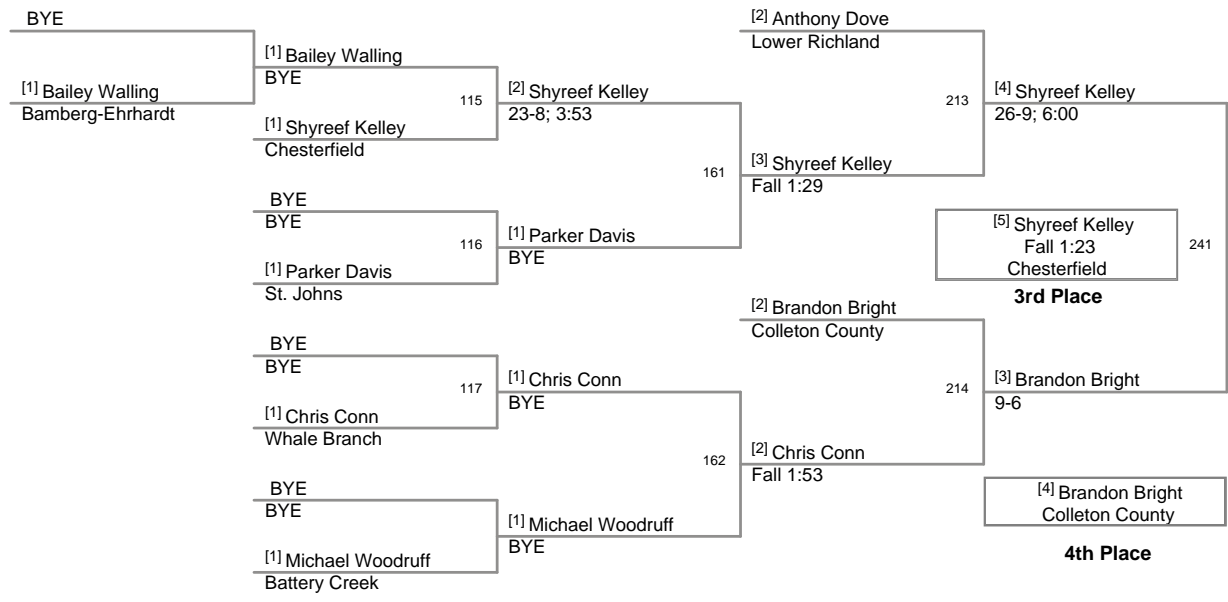 BYE
[1] Bailey Walling
Bamberg-Ehrhardt
[1] Bailey Walling
BYE
115
[1] Shyreef Kelley
Chesterfield
BYE
BYE
116
[1] Parker Davis
St. Johns
BYE
BYE
117
[1] Chris Conn
Whale Branch
BYE
BYE
[1] Michael Woodruff
Battery Creek
[2] Shyreef Kelley
23-8; 3:53
161
[1] Parker Davis
BYE
[1] Chris Conn
BYE
162
[1] Michael Woodruff
BYE
[2] Anthony Dove
Lower Richland
213
[3] Shyreef Kelley
Fall 1:29
[2] Brandon Bright
Colleton County
214
[2] Chris Conn
Fall 1:53
[4] Shyreef Kelley
26-9; 6:00
[5] Shyreef Kelley
Fall 1:23
Chesterfield
241
3rd Place
[3] Brandon Bright
9-6
[4] Brandon Bright
Colleton County
4th Place